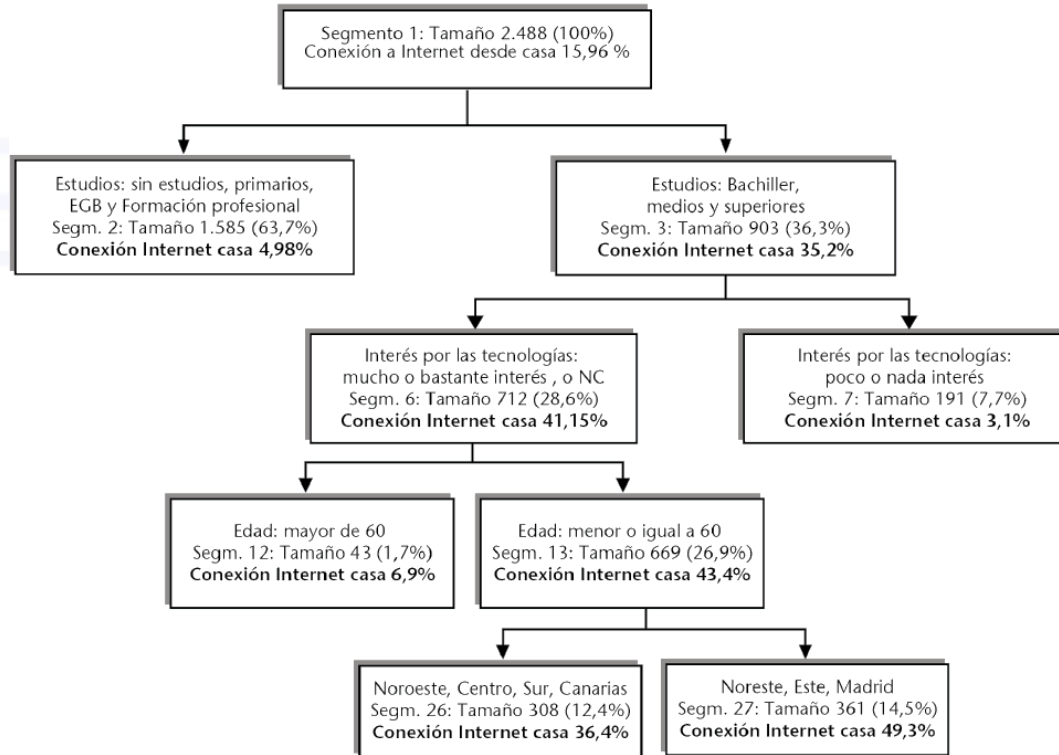 Segmento 1: Tamaño 2.488 (100%)
Conexión a Internet desde casa 15,96 %
Estudios: sin estudios, primarios,
EGB y Formación profesional
Segm. 2: Tamaño 1.585 (63,7%)
Conexión Internet casa 4,98%
Estudios: Bachiller,
medios y superiores
Segm. 3: Tamaño 903 (36,3%)
Conexión Internet casa 35,2%
Interés por las tecnologías:
mucho o bastante interés , o NC
Segm. 6: Tamaño 712 (28,6%)
Conexión Internet casa 41,15%
Interés por las tecnologías:
poco o nada interés
Segm. 7: Tamaño 191 (7,7%)
Conexión Internet casa 3,1%
Edad: mayor de 60
Segm. 12: Tamaño 43 (1,7%)
Conexión Internet casa 6,9%
Edad: menor o igual a 60
Segm. 13: Tamaño 669 (26,9%)
Conexión Internet casa 43,4%
Noroeste, Centro, Sur, Canarias
Segm. 26: Tamaño 308 (12,4%)
Conexión Internet casa 36,4%
Noreste, Este, Madrid
Segm. 27: Tamaño 361 (14,5%)
Conexión Internet casa 49,3%